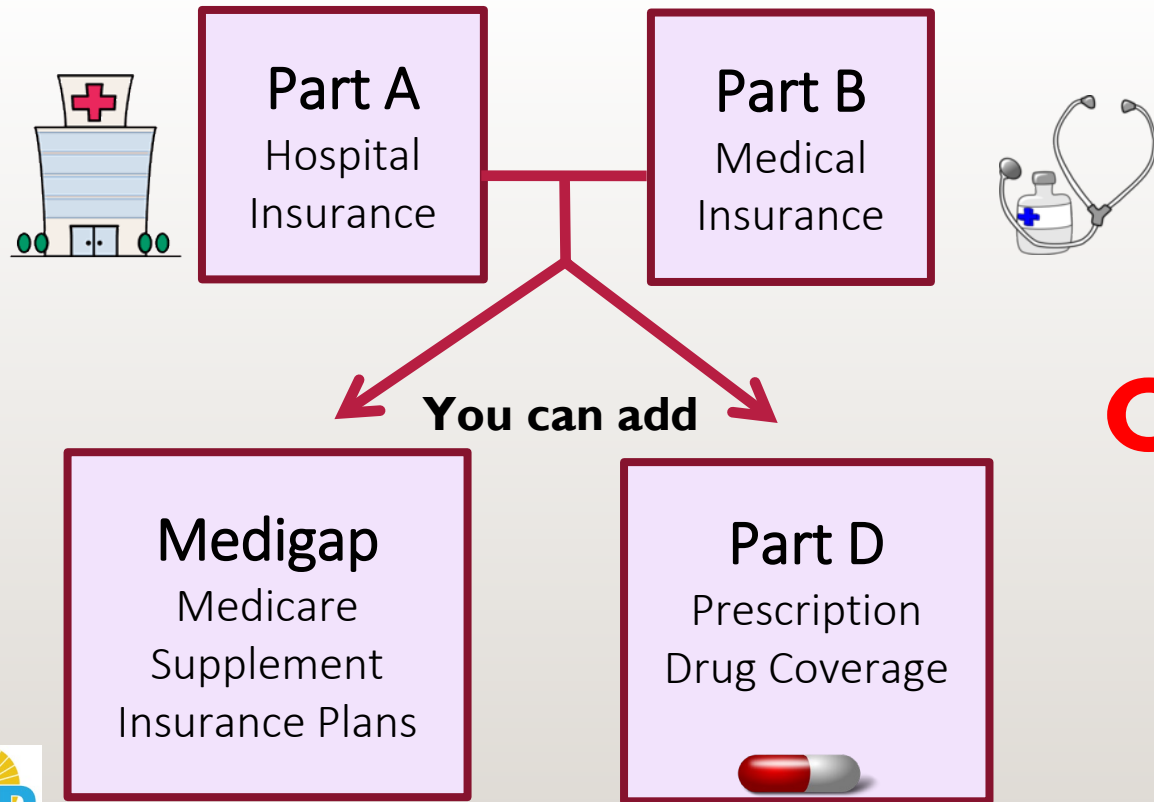 Part A
Hospital
Insurance
Part B
Medical
Insurance
You can add
Medigap
Medicare
Supplement
Insurance Plans
Part D
Prescription
Drug Coverage